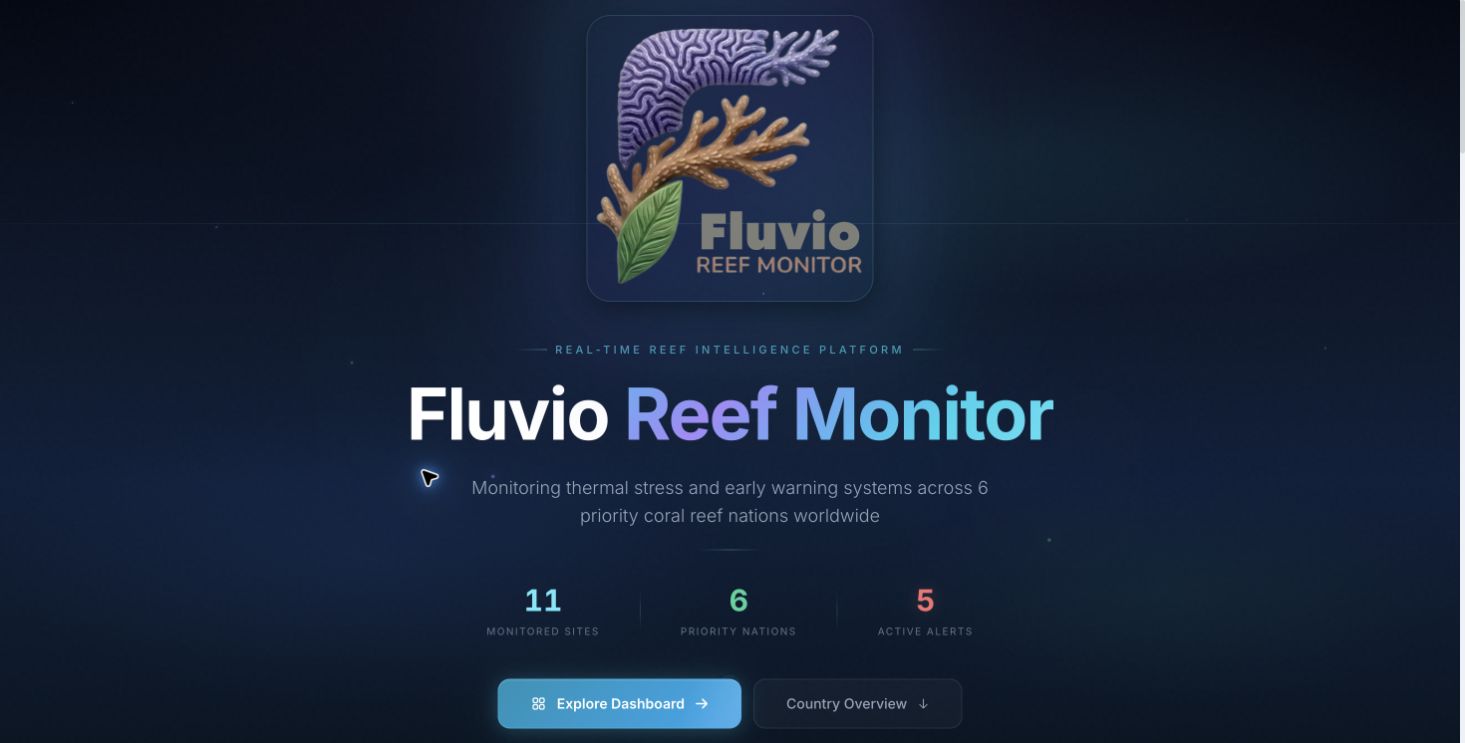 Fluvio
REEF MONITOR
REAL-TIME REEF INTELLIGENCE PLATFORM
Fluvio Reef Monitor
Monitoring thermal stress and early warning systems across 6
priority coral reef nations worldwide
11 6 5
MONITORED SITES PRIORITY NATIONS ACTIVE ALERTS
Explore Dashboard → Country Overview ↓